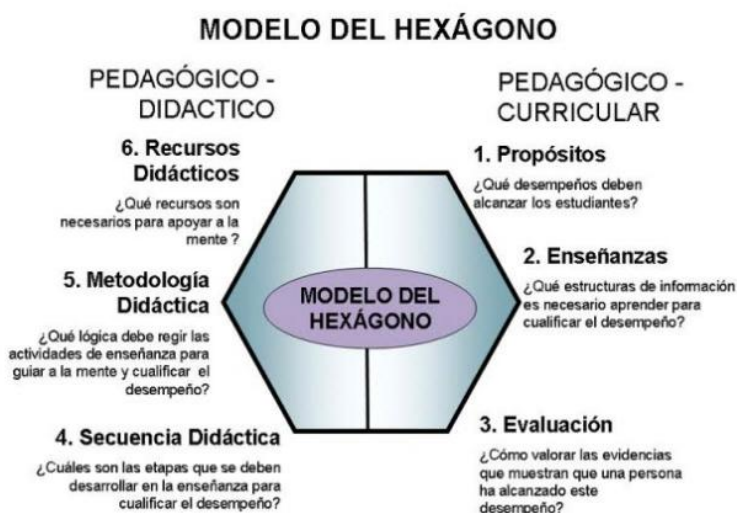 MODELO DEL HEXÁGONO
PEDAGÓGICO -
DIDACTICO
PEDAGÓGICO -
CURRICULAR
6. Recursos
Didácticos
¿Qué recursos son
necesarios para apoyar a la
mente ?
1. Propósitos
¿Qué desempeños deben
alcanzar los estudiantes?
5. Metodología
Didáctica
¿Qué lógica debe regir las
actividades de enseñanza para
guiar a la mente y cualificar el
desempeño?
MODELO DEL
HEXÁGONO
2. Enseñanzas
¿Qué estructuras de información
es necesario aprender para
cualificar el desempeño?
4. Secuencia Didáctica
¿Cuáles son las etapas que se deben
desarrollar en la enseñanza para
cualificar el desempeño?
3. Evaluación
¿Cómo valorar las evidencias
que muestran que una persona
ha alcanzado este
desempeño?